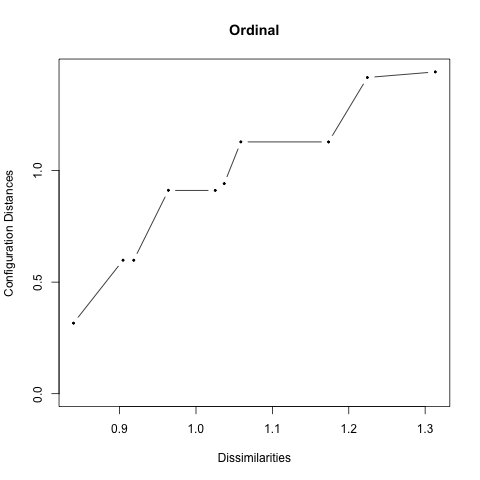 Ordinal
Configuration Distances
1.0
0.5
0.0
0.9 1.0 1.1 1.2 1.3
Dissimilarities